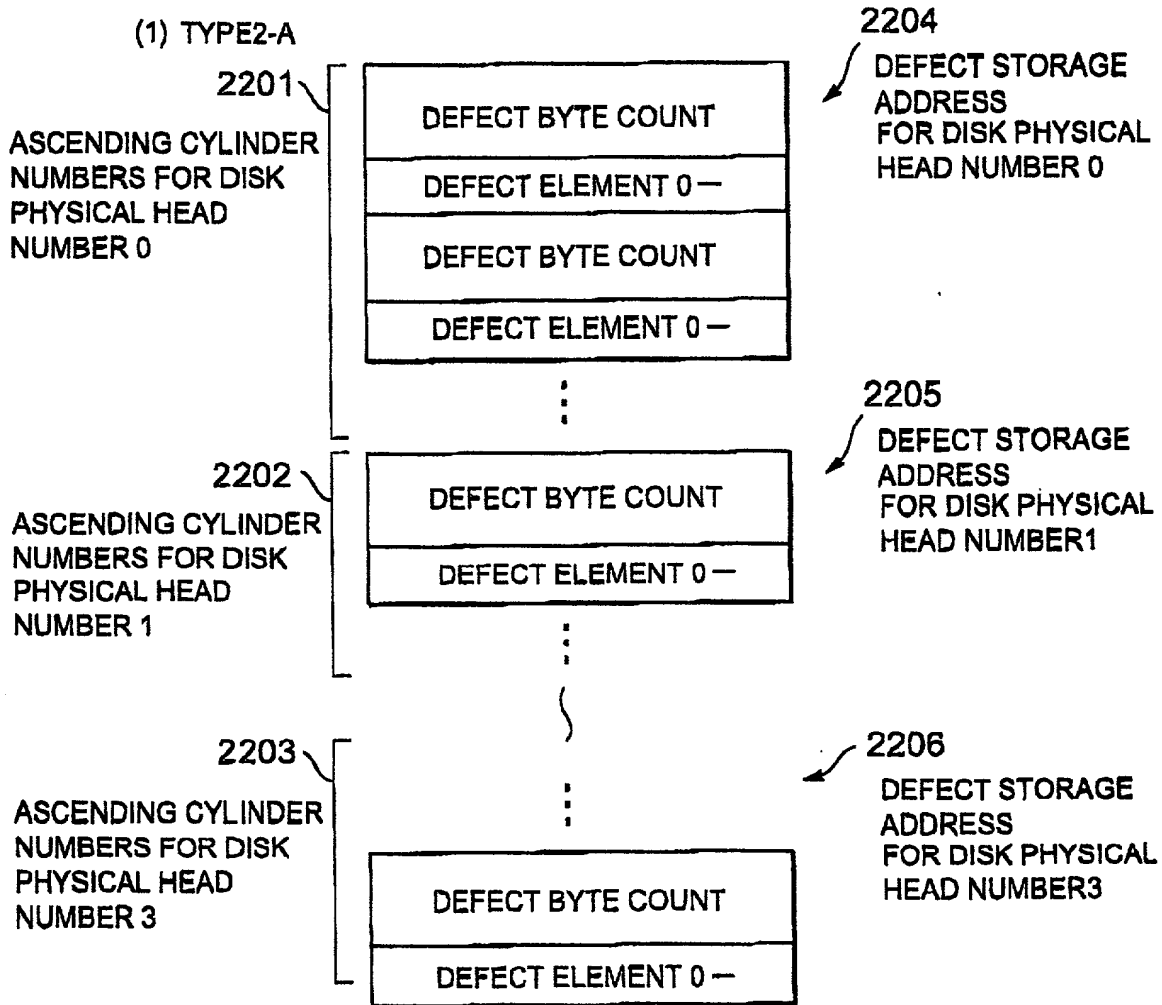 (1) TYPE2-A
2201
ASCENDING CYLINDER
NUMBERS FOR DISK
PHYSICAL HEAD
NUMBER 0
DEFECT BYTE COUNT
DEFECT ELEMENT 0 —
DEFECT BYTE COUNT
DEFECT ELEMENT 0 —
2204
DEFECT STORAGE
ADDRESS
FOR DISK PHYSICAL
HEAD NUMBER 0
2202
ASCENDING CYLINDER
NUMBERS FOR DISK
PHYSICAL HEAD
NUMBER 1
DEFECT BYTE COUNT
DEFECT ELEMENT 0 —
2205
DEFECT STORAGE
ADDRESS
FOR DISK PHYSICAL
HEAD NUMBER1
2203
ASCENDING CYLINDER
NUMBERS FOR DISK
PHYSICAL HEAD
NUMBER 3
DEFECT BYTE COUNT
DEFECT ELEMENT 0 —
2206
DEFECT STORAGE
ADDRESS
FOR DISK PHYSICAL
HEAD NUMBER3